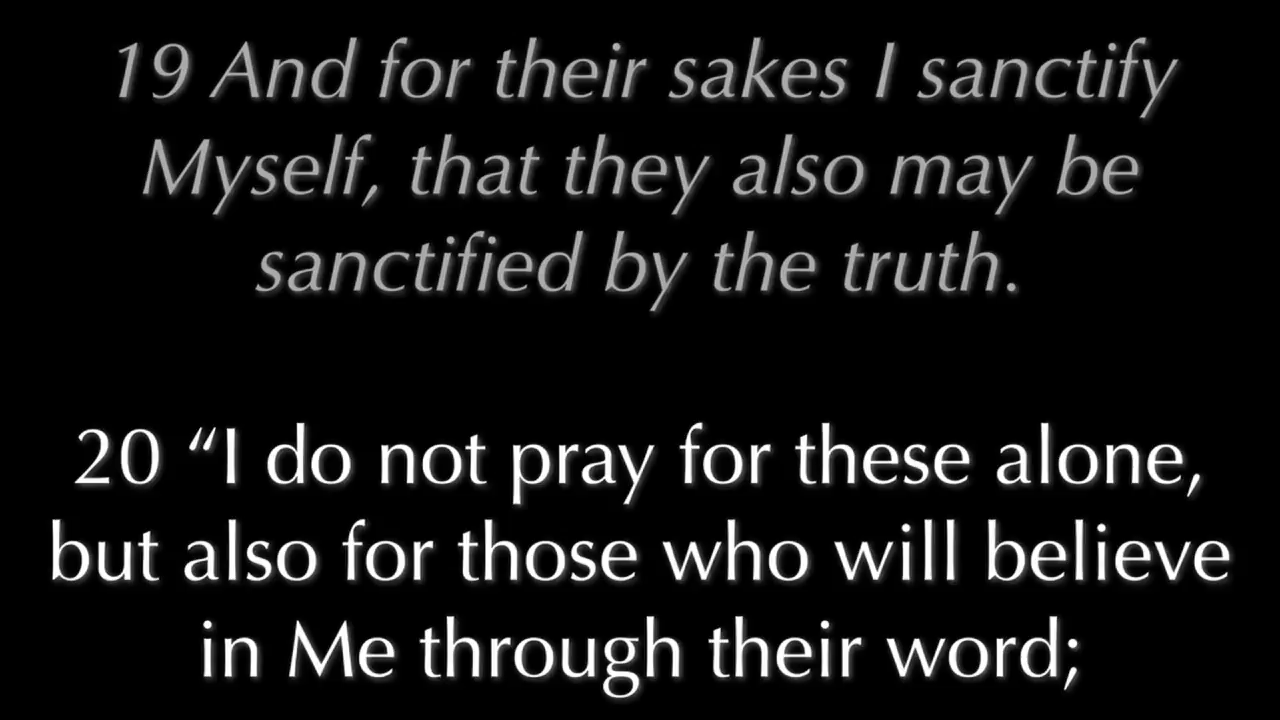 19 And for their sakes I sanctify
Myself, that they also may be
sanctified by the truth.
20 “I do not pray for these alone,
but also for those who will believe
in Me through their word;